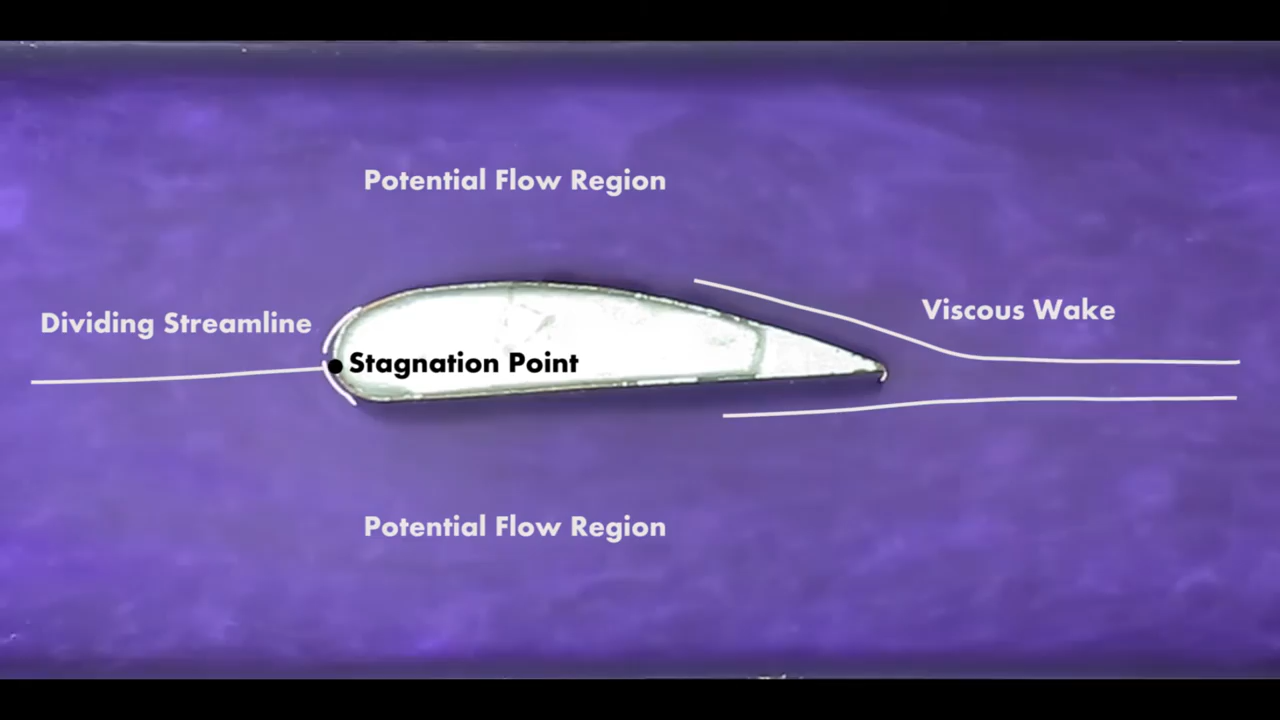 Potential Flow Region
Viscous Wake
Dividing Streamline
Stagnation Point
Potential Flow Region